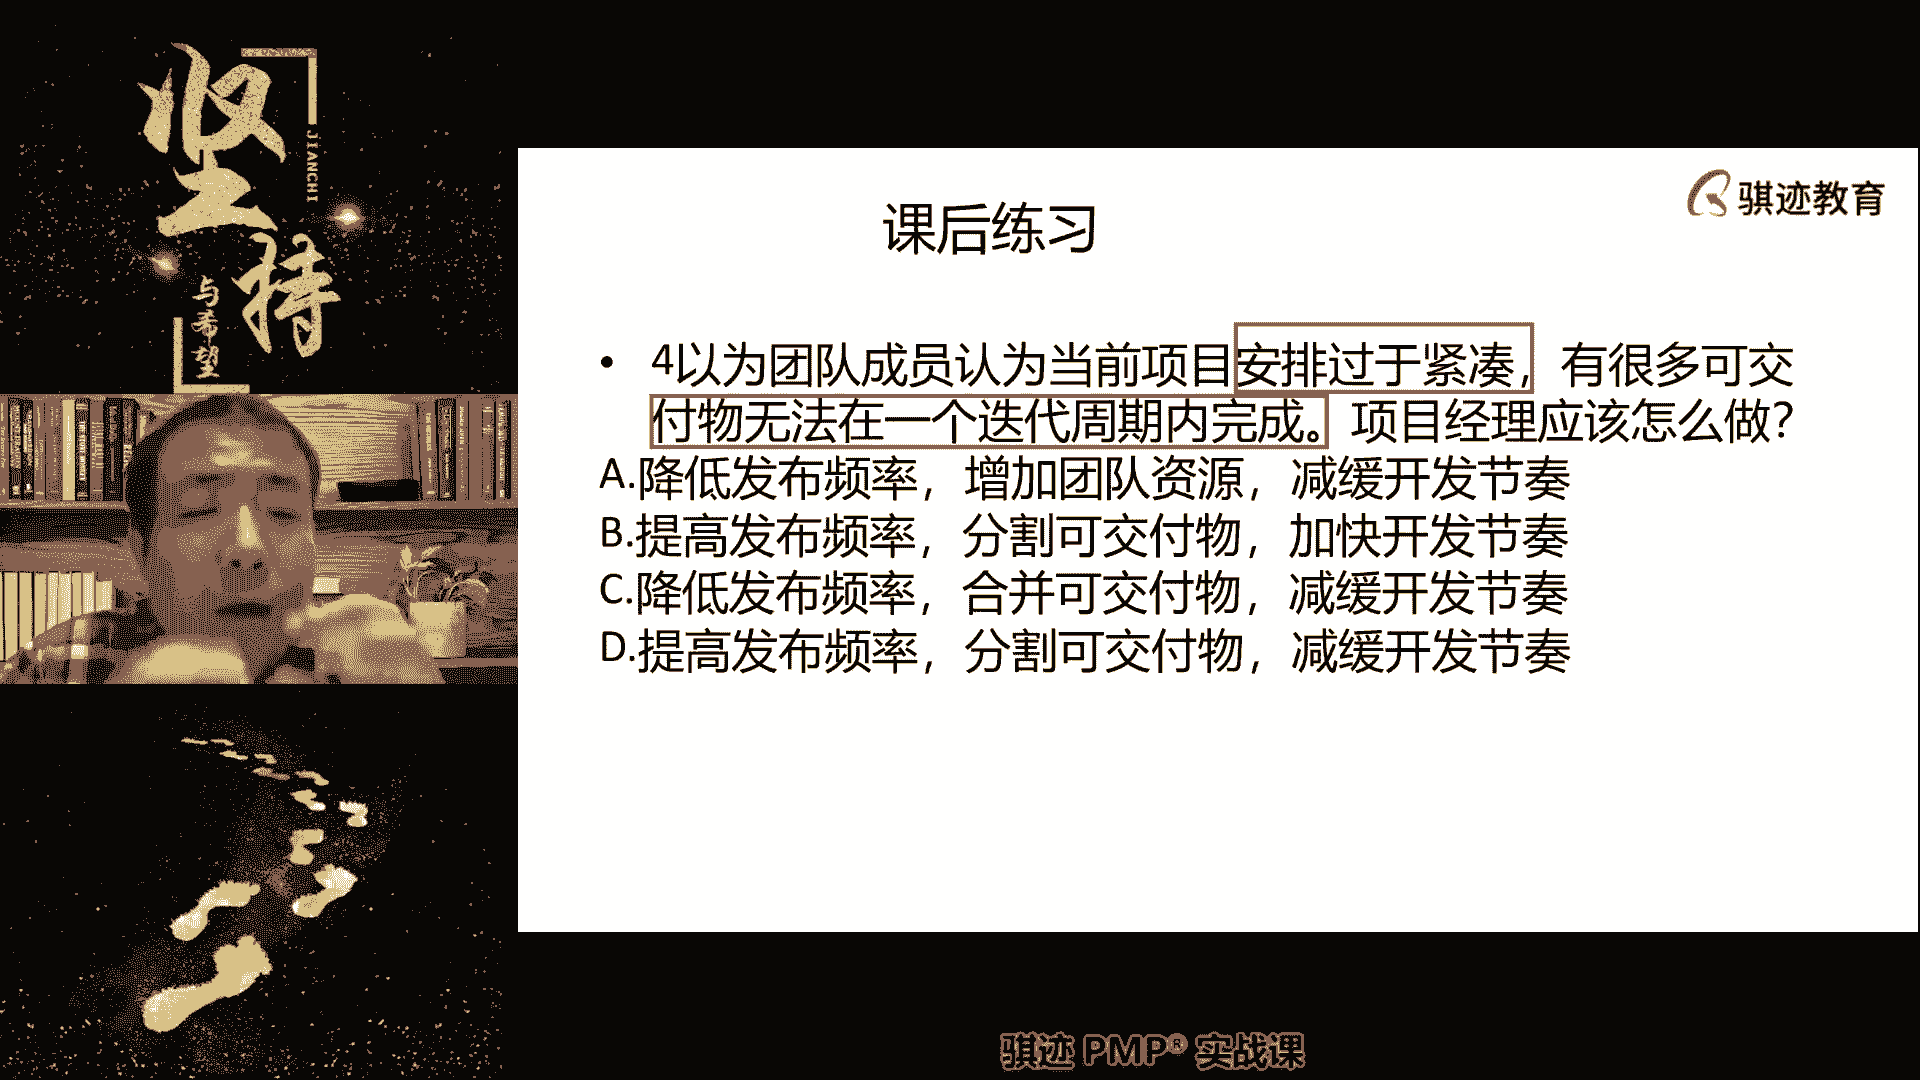 坚持
JIANCHI
与希望
骐迹教育
课后练习
• 4以为团队成员认为当前项目安排过于紧凑，有很多可交
付物无法在一个迭代周期内完成。项目经理应该怎么做？
A.降低发布频率，增加团队资源，减缓开发节奏
B.提高发布频率，分割可交付物，加快开发节奏
C.降低发布频率，合并可交付物，减缓开发节奏
D.提高发布频率，分割可交付物，减缓开发节奏
骐迹 PMP® 实战课